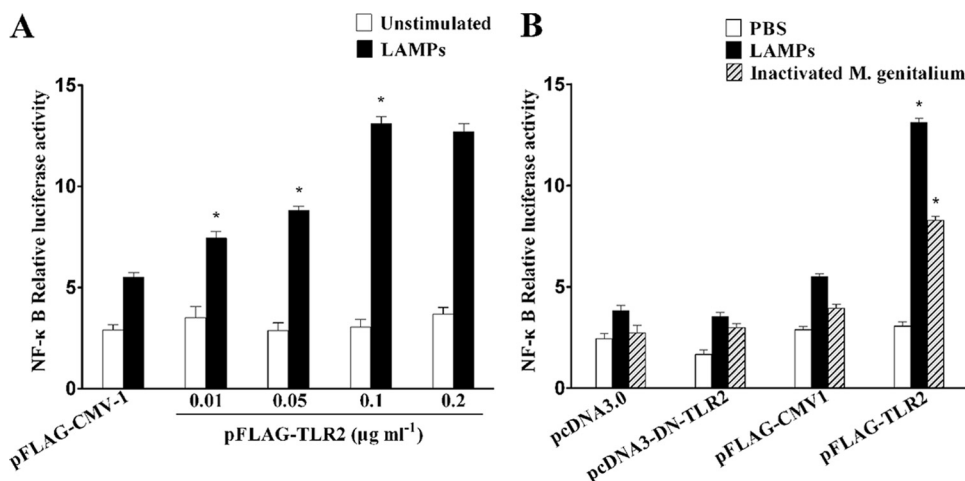 A
Unstimulated
LAMPs
NF-κ B Relative luciferase activity
15
10
5
0
pFLAG-CMV-1
0.01 0.05 0.1 0.2
pFLAG-TLR2 (μg ml-1)
* * *
B
PBS
LAMPs
Inactivated M. genitalium
NF-κ B Relative luciferase activity
15
10
5
0
pcDNA3.0
pcDNA3-DN-TLR2
pFLAG-CMV1
pFLAG-TLR2
* *